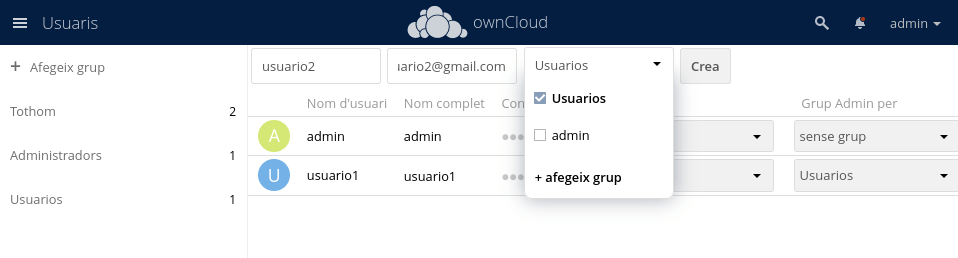 Usuaris
ownCloud
admin
+ Afegeix grup
Tothom 2
Administradors 1
Usuarios 1
usuario2
ıario2@gmail.com
Usuarios
Crea
Usuarios
admin
+ afegeix grup
Nom d'usuari Nom complet Con Grup Admin per
A admin admin sense grup
U usuario1 usuario1 Usuarios